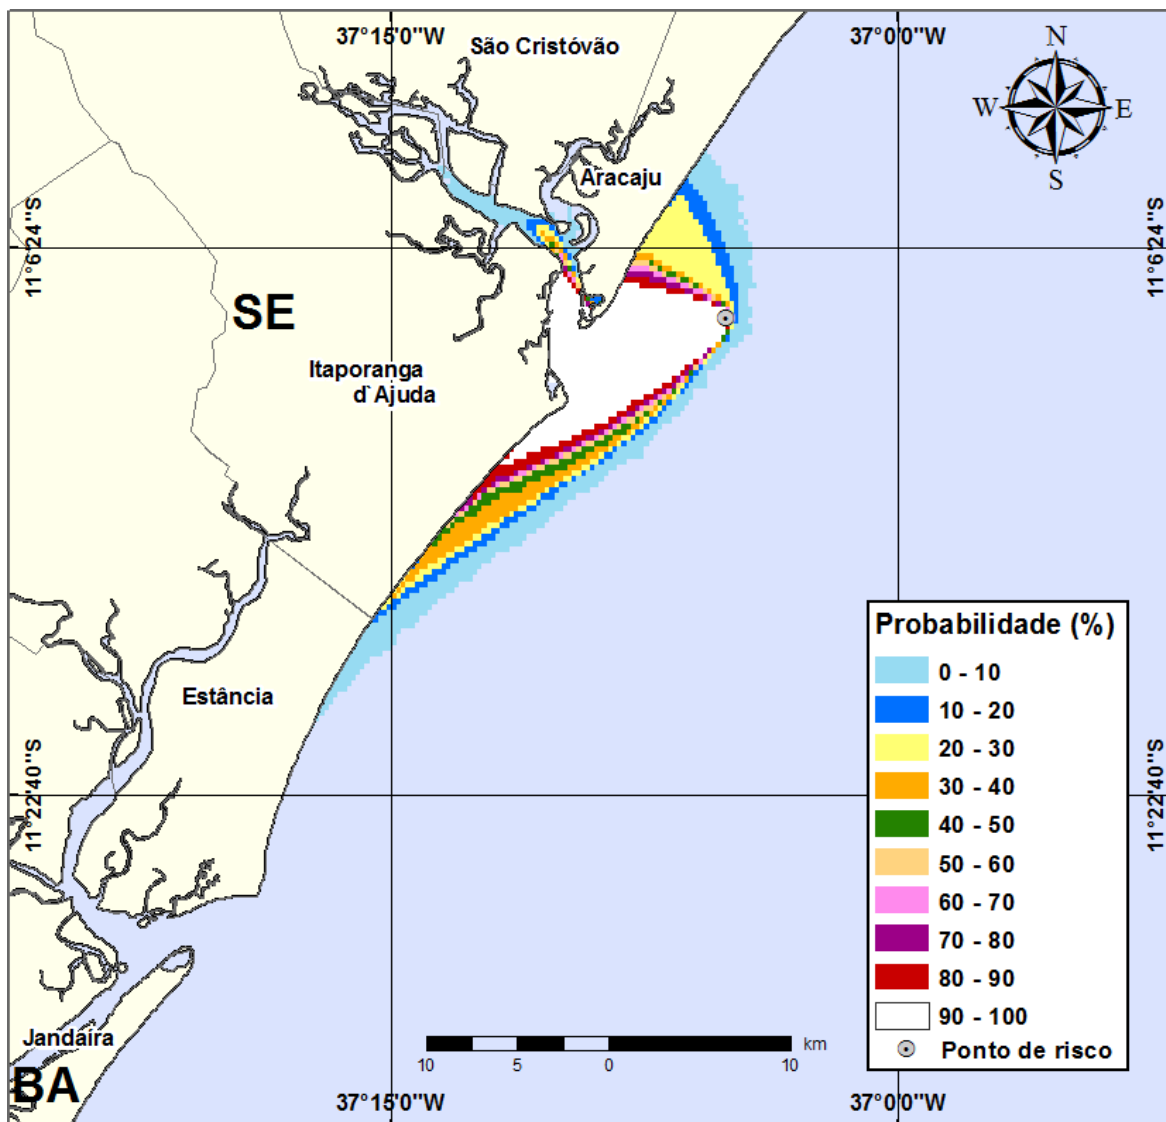 37°15'0"W
37°0'0"W
São Cristóvão
N
W
E
S
Aracaju
11°6'24"S
11°6'24"S
SE
Itaporanga
d`Ajuda
Estância
11°22'40"S
11°22'40"S
Probabilidade (%)
0 - 10
10 - 20
20 - 30
30 - 40
40 - 50
50 - 60
60 - 70
70 - 80
80 - 90
90 - 100
Ponto de risco
Jandaíra
BA
km
10
5
0
10
37°15'0"W
37°0'0"W